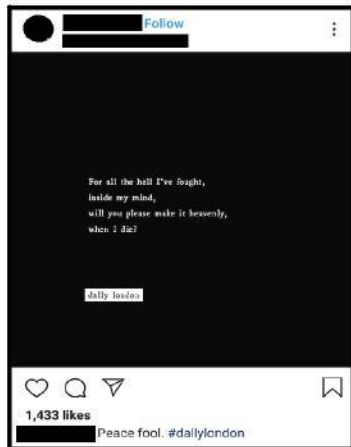 Follow
For all the hell I've fought,
inside my mind,
will you please make it heavenly,
when I die?
dally london
1,433 likes
Peace fool. #dallylondon